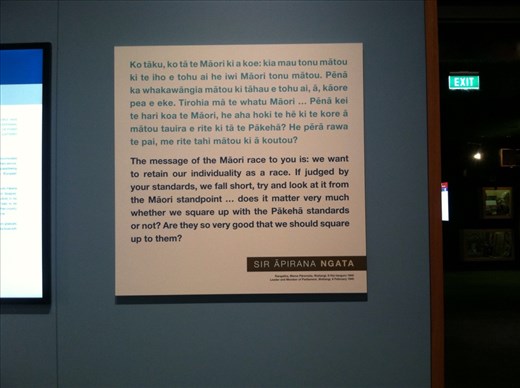 Ko tāku, ko tā te Māori ki a koe: kia mau tonu mātou
ki te iho e tohu ai he iwi Māori tonu mātou. Pēnā
ka whakawāngia mātou ki tāhau e tohu ai, ā, kāore
pea e eke. Tirohia mā te whatu Māori ... Pēnā kei
te hari koa te Māori, he aha hoki te hē ki te kore ā
mātou tauira e rite ki tā te Pākehā? He pērā rawa
te pai, me rite tahi mātou ki ā koutou?
The message of the Māori race to you is: we want
to retain our individuality as a race. If judged by
your standards, we fall short, try and look at it from
the Māori standpoint ... does it matter very much
whether we square up with the Pākehā standards
or not? Are they so very good that we should square
up to them?
SIR ĀPIRANA NGATA
EXIT